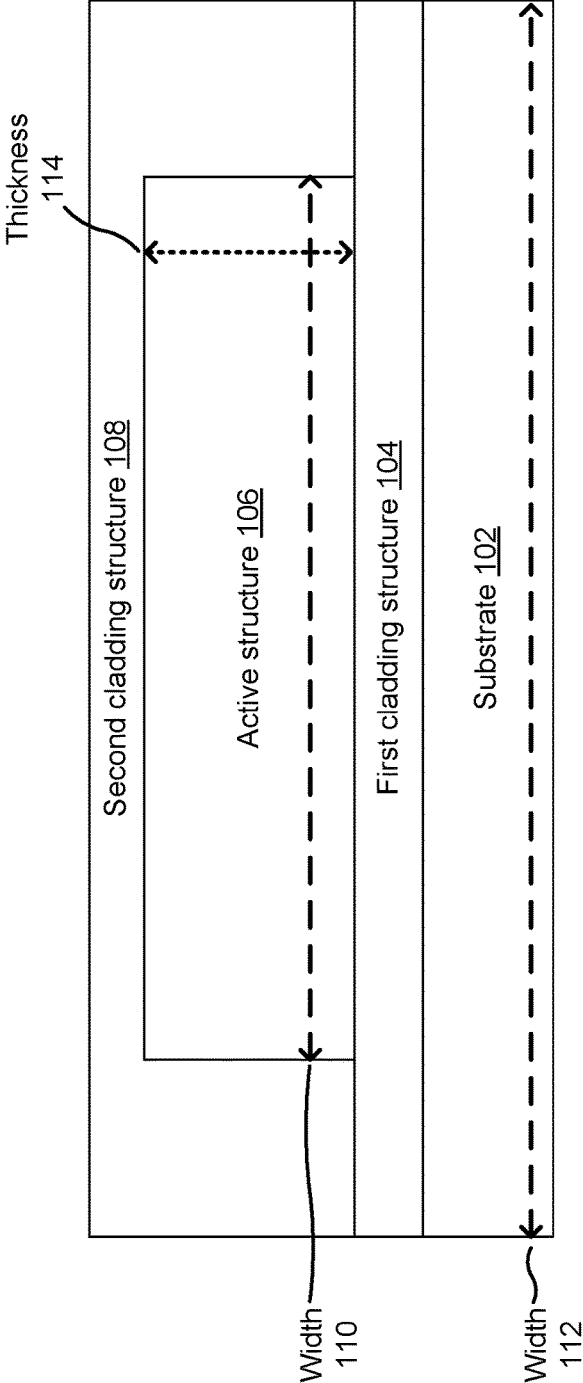 Thickness
114
Second cladding structure 108
Active structure 106
First cladding structure 104
Substrate 102
Width
110
Width
112